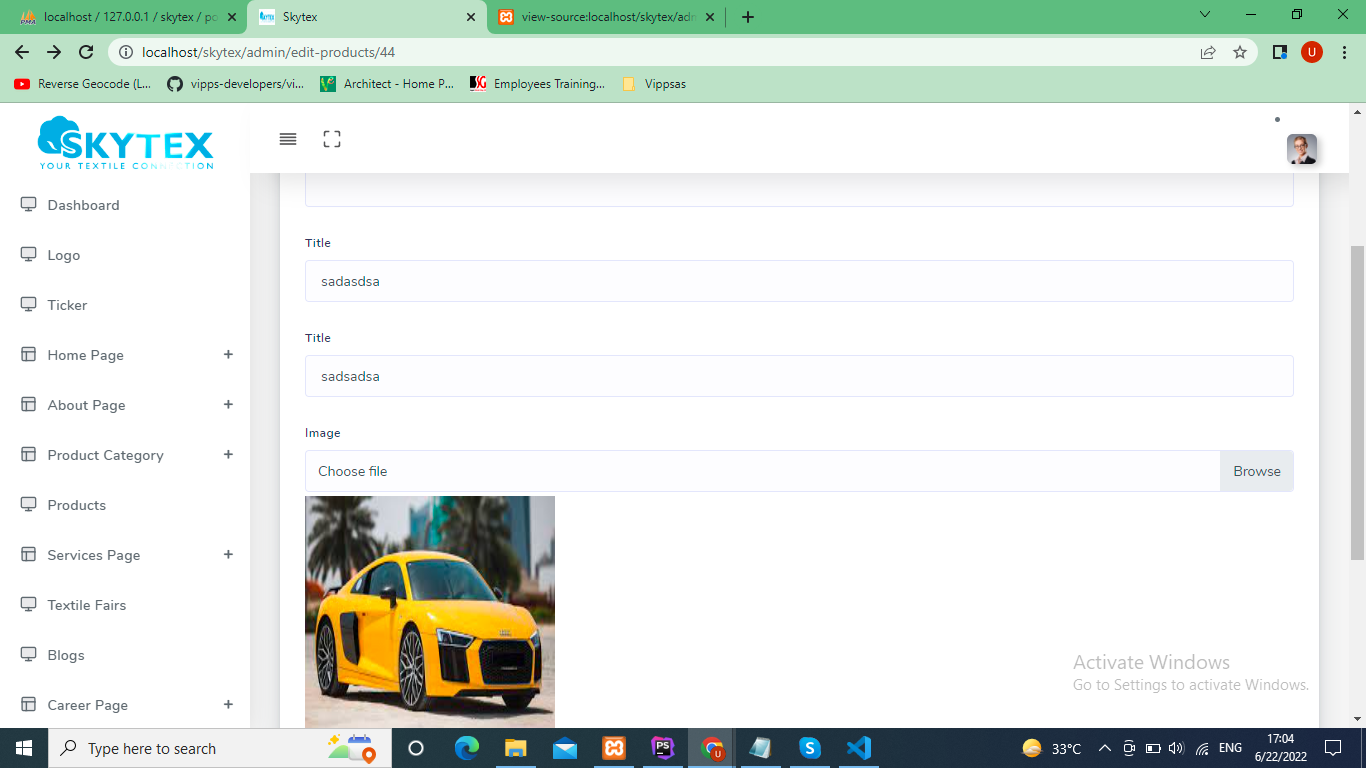 localhost / 127.0.0.1 / skytex / po
Skytex
view-source:localhost/skytex/adm
localhost/skytex/admin/edit-products/44
U
Reverse Geocode (L...
vipps-developers/vi...
Architect - Home P...
Employees Training...
Vippsas
SKYTEX
YOUR TEXTILE CONNECTION
Dashboard
Logo
Ticker
Home Page +
About Page +
Product Category +
Products
Services Page +
Textile Fairs
Blogs
Career Page +
Title
sadasdsa
Title
sadsadsa
Image
Choose file
Browse
Activate Windows
Go to Settings to activate Windows.
Type here to search
33°C
ENG
17:04
6/22/2022